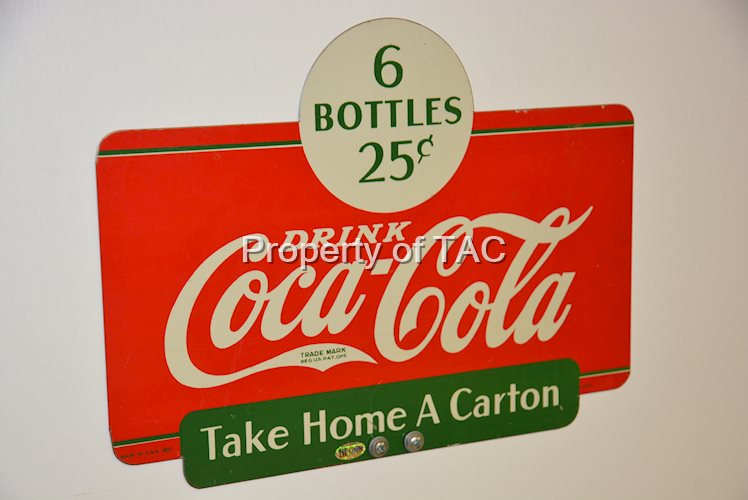 6
BOTTLES
25¢
DRINK
Coca-Cola
Property of TAC
TRADE MARK
REG. U.S. PAT. OFF.
Take Home A Carton